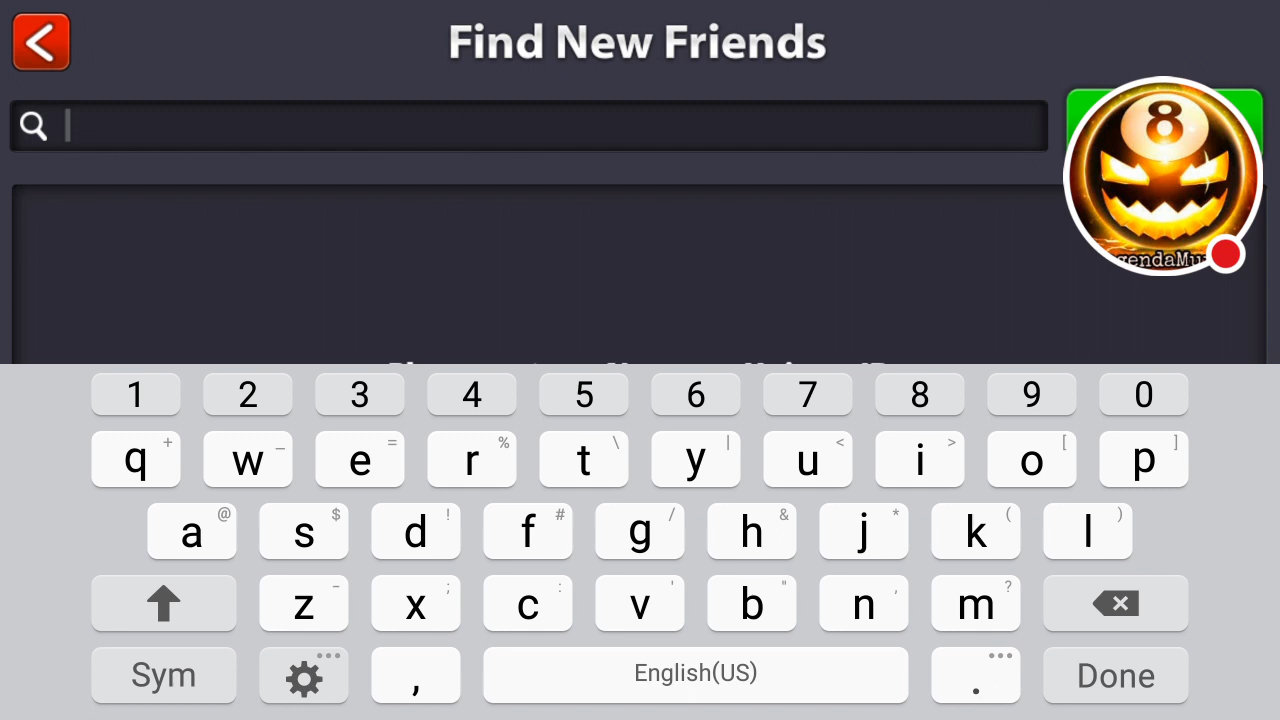 Find New Friends
8
1 2 3 4 5 6 7 8 9 0
q + w _ e = r % t \ y | u < i > o [ p ]
a @ s $ d ! f # g / h & j * k ( l )
z - x ; c : v ' b " n , m ?
Sym , English(US) . Done